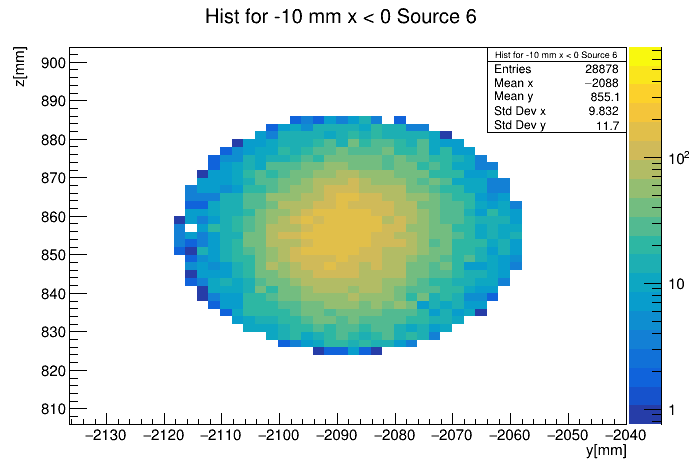 Hist for -10 mm x < 0 Source 6
z[mm]
Hist for -10 mm x < 0 Source 6
Entries 28878
Mean x −2088
Mean y 855.1
Std Dev x 9.832
Std Dev y 11.7
900
890
880
870
860
850
840
830
820
810
10²
10
1
−2130 −2120 −2110 −2100 −2090 −2080 −2070 −2060 −2050 −2040
y[mm]